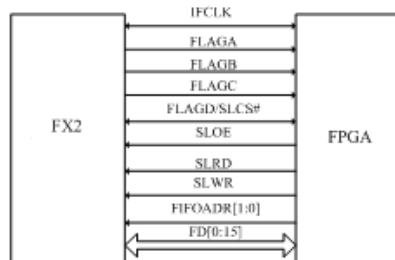 IFCLK
FLAGA
FLAGB
FLAGC
FLAGD/SLCS#
FX2
SLOE
FPGA
SLRD
SLWR
FIFOADR[1:0]
FD[0:15]